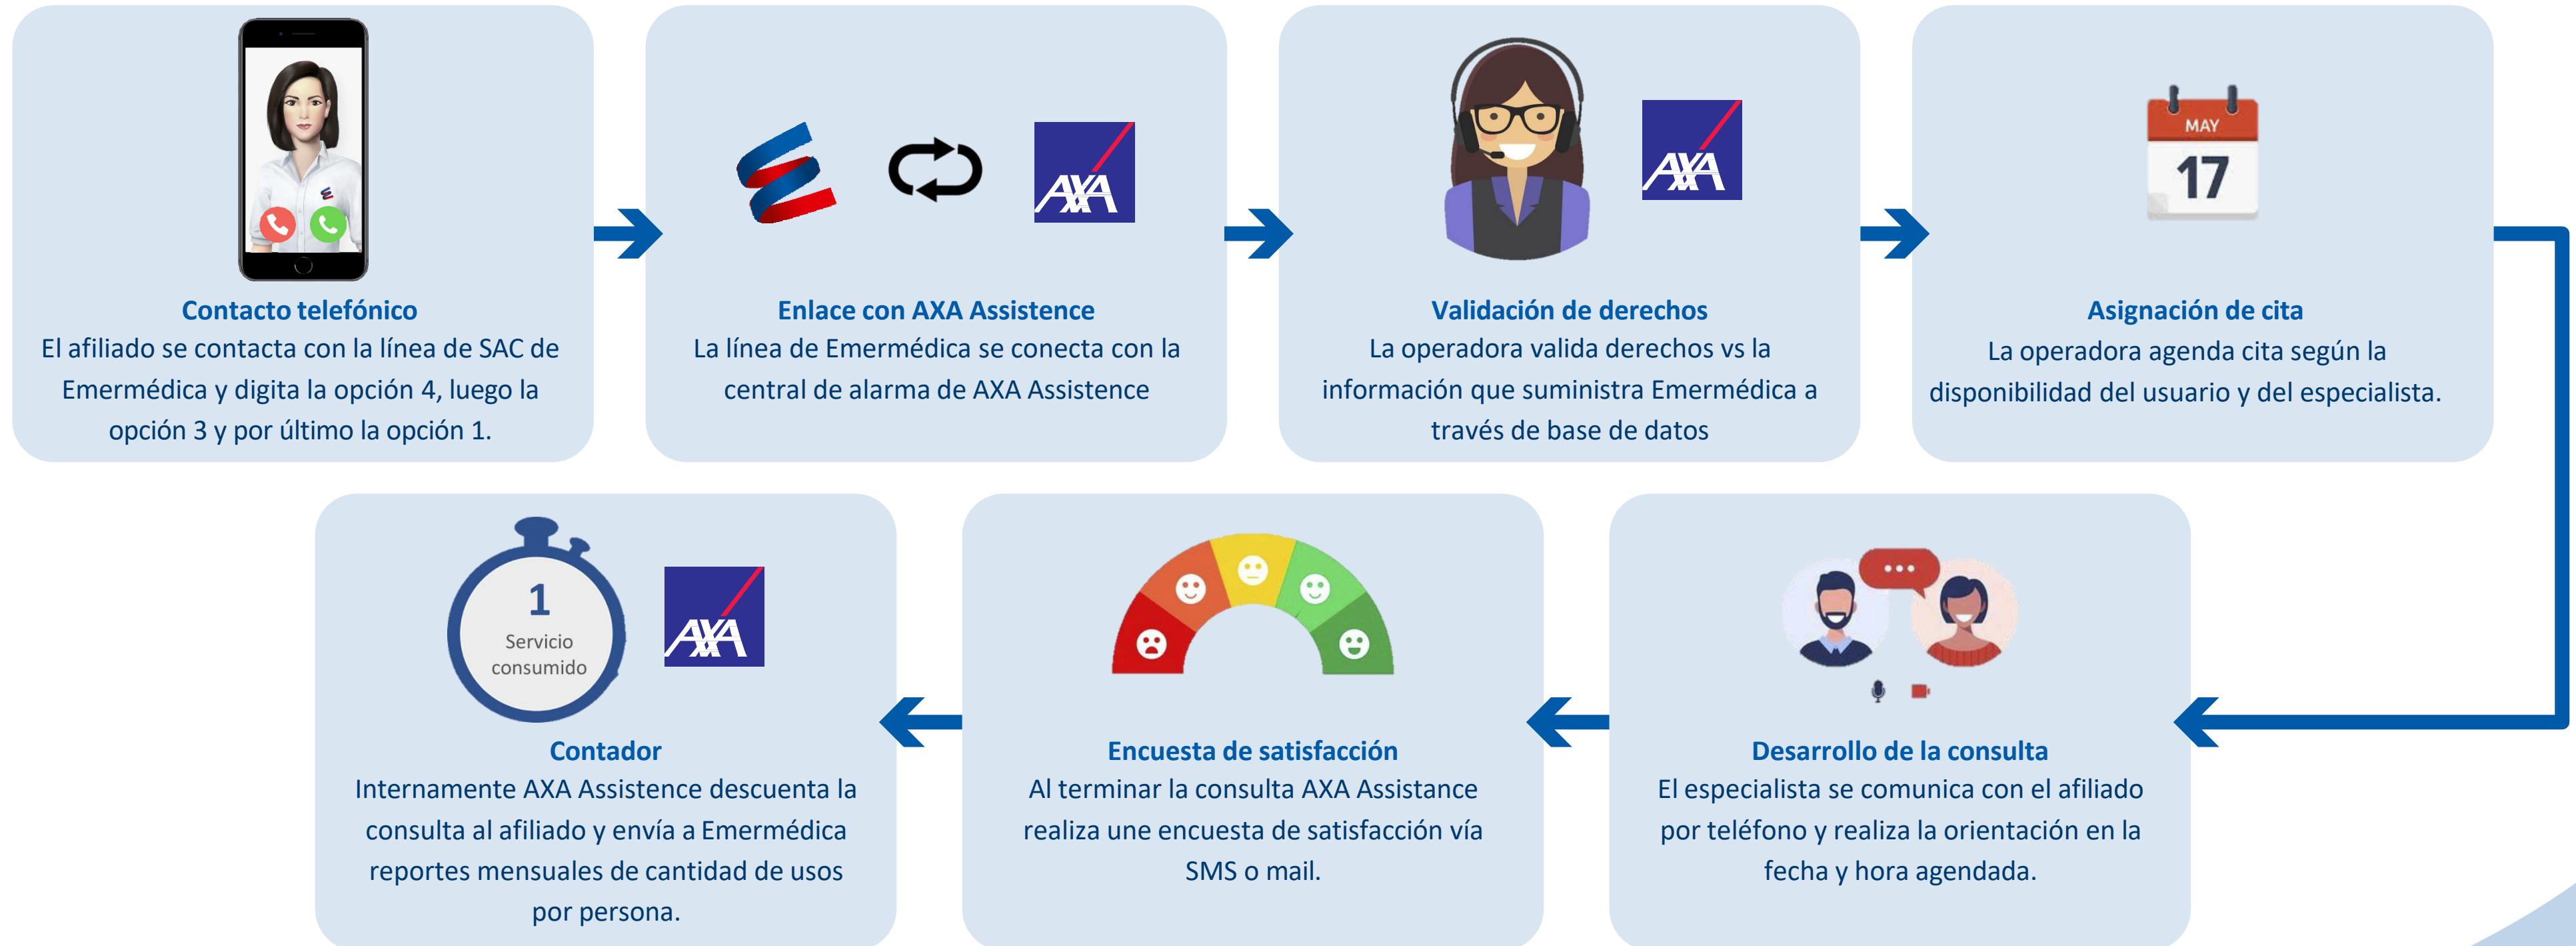 Contacto telefónico
El afiliado se contacta con la línea de SAC de
Emermédica y digita la opción 4, luego la
opción 3 y por último la opción 1.
AXA
Enlace con AXA Assistence
La línea de Emermédica se conecta con la
central de alarma de AXA Assistence
AXA
Validación de derechos
La operadora valida derechos vs la
información que suministra Emermédica a
través de base de datos
MAY
17
Asignación de cita
La operadora agenda cita según la
disponibilidad del usuario y del especialista.
Desarrollo de la consulta
El especialista se comunica con el afiliado
por teléfono y realiza la orientación en la
fecha y hora agendada.
Encuesta de satisfacción
Al terminar la consulta AXA Assistance
realiza une encuesta de satisfacción vía
SMS o mail.
1
Servicio
consumido
AXA
Contador
Internamente AXA Assistence descuenta la
consulta al afiliado y envía a Emermédica
reportes mensuales de cantidad de usos
por persona.